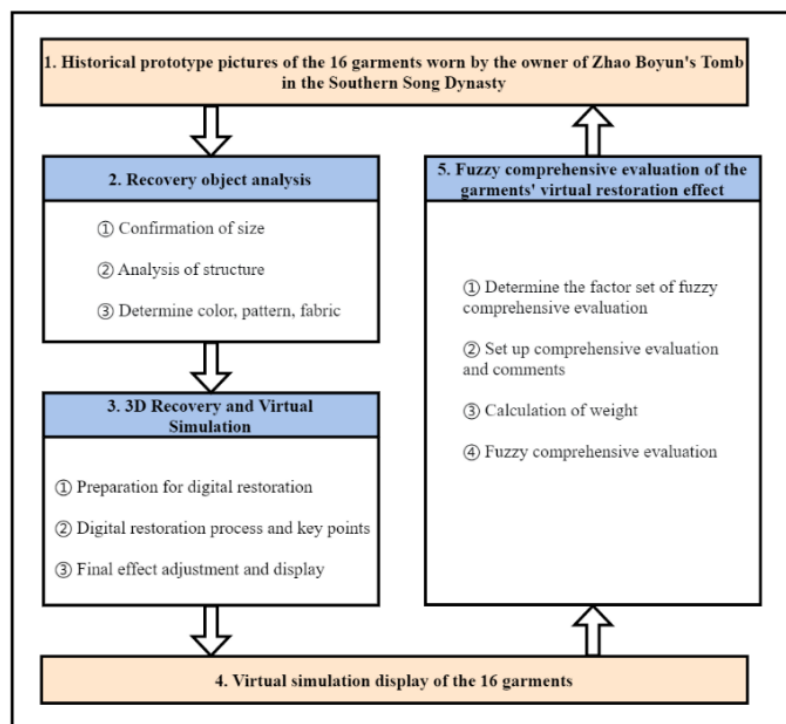 1. Historical prototype pictures of the 16 garments worn by the owner of Zhao Boyun's Tomb
in the Southern Song Dynasty
2. Recovery object analysis
① Confirmation of size
② Analysis of structure
③ Determine color, pattern, fabric
3. 3D Recovery and Virtual
Simulation
① Preparation for digital restoration
② Digital restoration process and key points
③ Final effect adjustment and display
4. Virtual simulation display of the 16 garments
5. Fuzzy comprehensive evaluation of the
garments' virtual restoration effect
① Determine the factor set of fuzzy
comprehensive evaluation
② Set up comprehensive evaluation
and comments
③ Calculation of weight
④ Fuzzy comprehensive evaluation